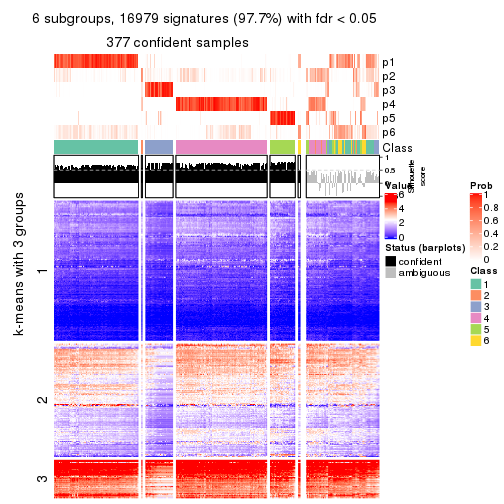 6 subgroups, 16979 signatures (97.7%) with fdr < 0.05
377 confident samples
p1
p2
p3
p4
p5
p6
Class
1
0.5
0
Silhouette
score
k-means with 3 groups
1
2
3
Value
6
4
2
0
Status (barplots)
confident
ambiguous
Prob
1
0.8
0.6
0.4
0.2
0
Class
1
2
3
4
5
6